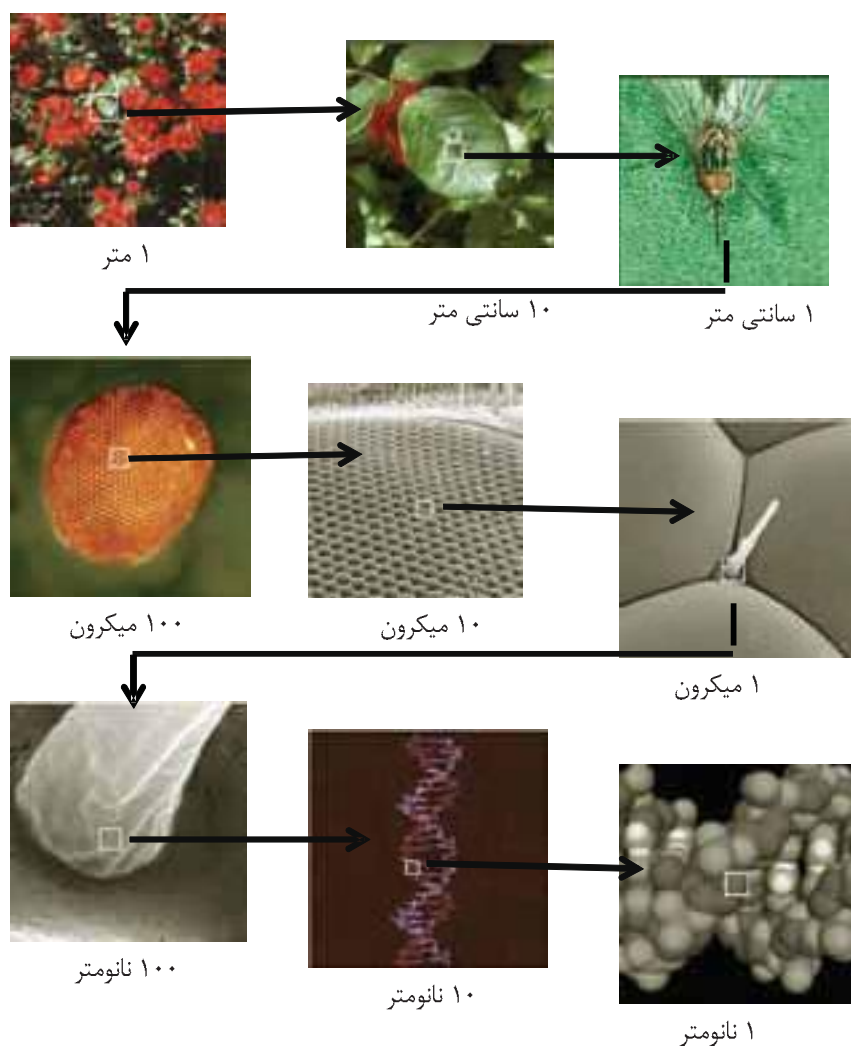 ۱ متر
۱۰ سانتی متر
۱ سانتی متر
۱۰۰ میکرون
۱۰ میکرون
۱ میکرون
۱۰۰ نانومتر
۱۰ نانومتر
۱ نانومتر